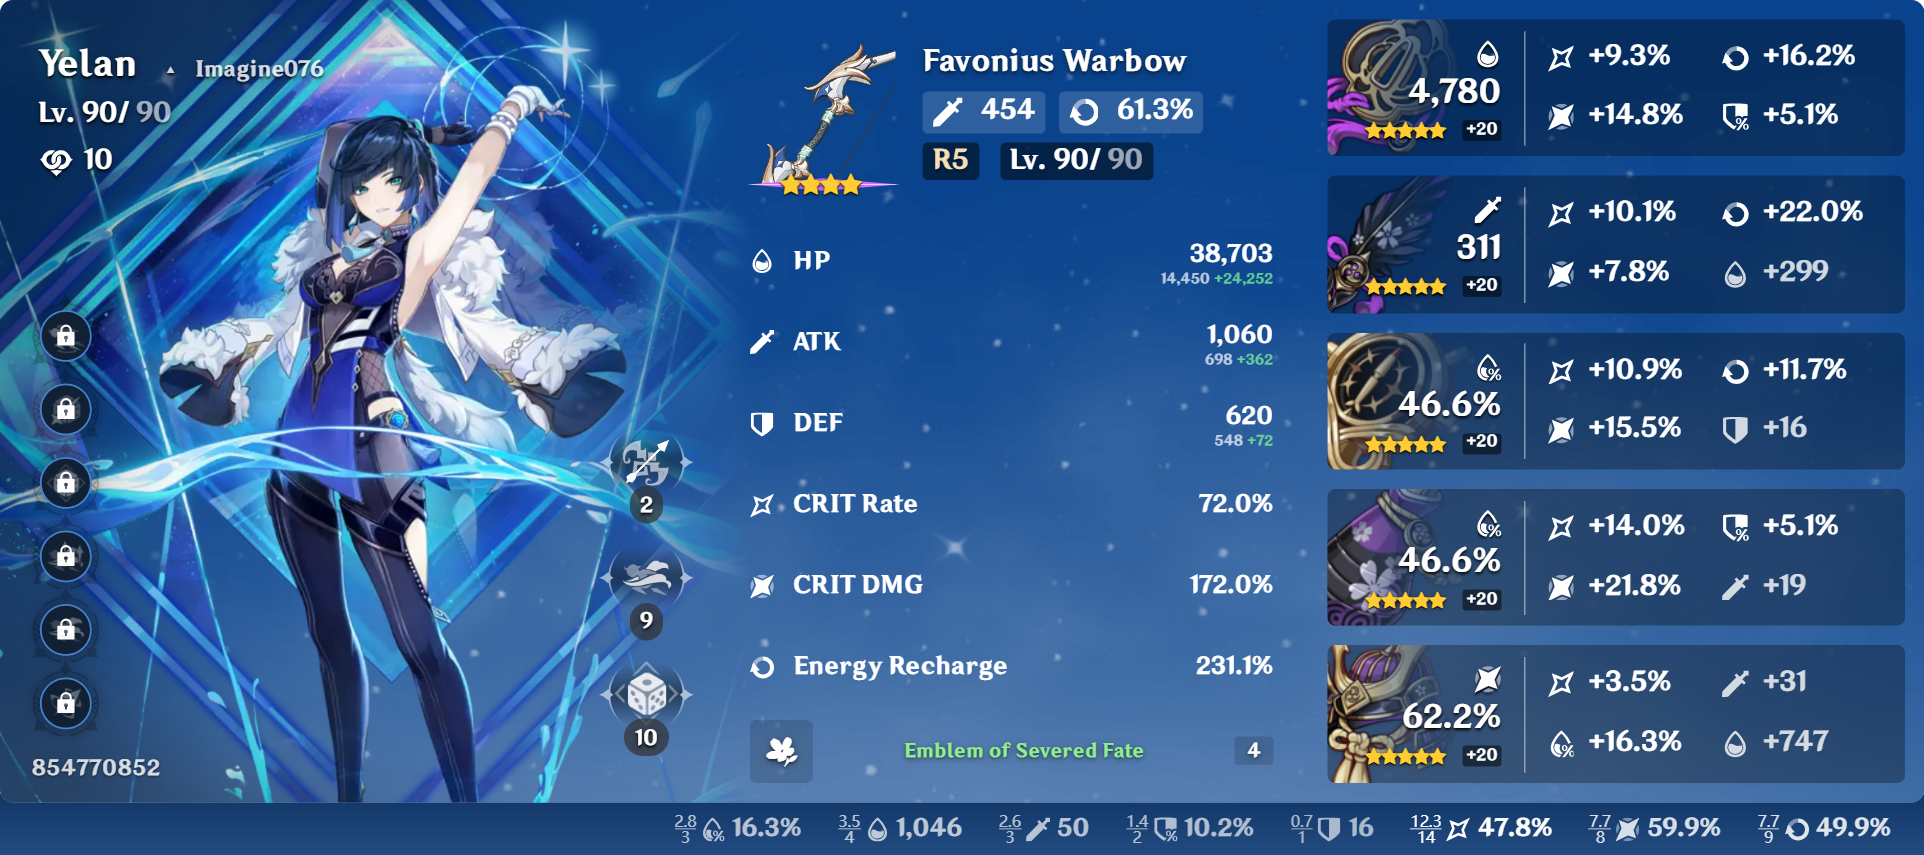 Yelan ▲ Imagine076
Lv. 90/ 90
10
2
9
10
854770852
Favonius Warbow
454 61.3%
R5 Lv. 90/ 90
HP 38,703
14,450 +24,252
ATK 1,060
698 +362
DEF 620
548 +72
CRIT Rate 72.0%
CRIT DMG 172.0%
Energy Recharge 231.1%
Emblem of Severed Fate 4
4,780
+20
+9.3% +16.2%
+14.8% +5.1%
311
+20
+10.1% +22.0%
+7.8% +299
46.6%
+20
+10.9% +11.7%
+15.5% +16
46.6%
+20
+14.0% +5.1%
+21.8% +19
62.2%
+20
+3.5% +31
+16.3% +747
2.8/3 16.3% 3.5/4 1,046 2.6/3 50 1.4/2 10.2% 0.7/1 16 12.3/14 47.8% 7.7/8 59.9% 7.7/9 49.9%